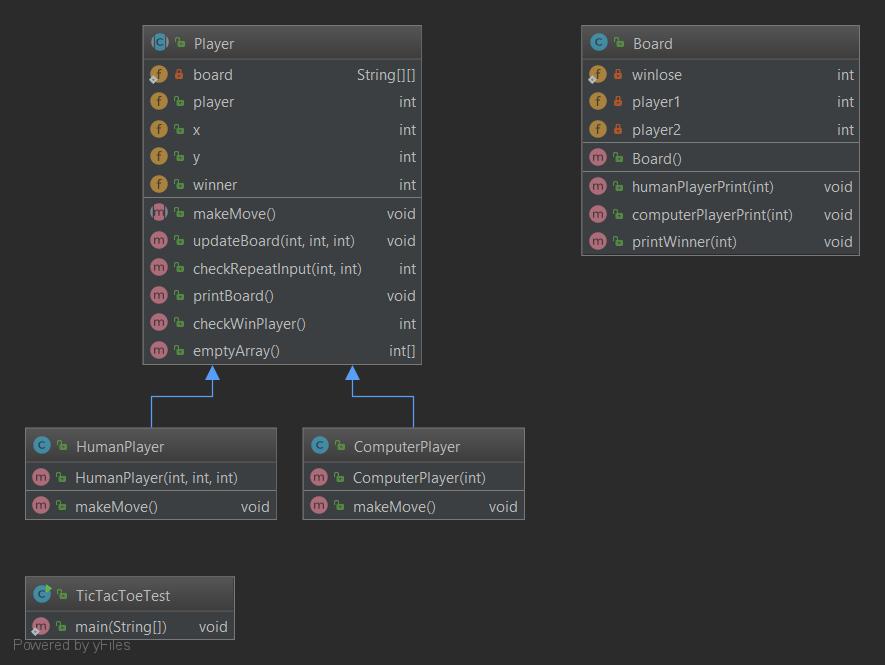 Player
board String[][]
player int
x int
y int
winner int
makeMove() void
updateBoard(int, int, int) void
checkRepeatInput(int, int) int
printBoard() void
checkWinPlayer() int
emptyArray() int[]
Board
winlose int
player1 int
player2 int
Board()
humanPlayerPrint(int) void
computerPlayerPrint(int) void
printWinner(int) void
HumanPlayer
HumanPlayer(int, int, int)
makeMove() void
ComputerPlayer
ComputerPlayer(int)
makeMove() void
TicTacToeTest
main(String[]) void
Powered by yFiles